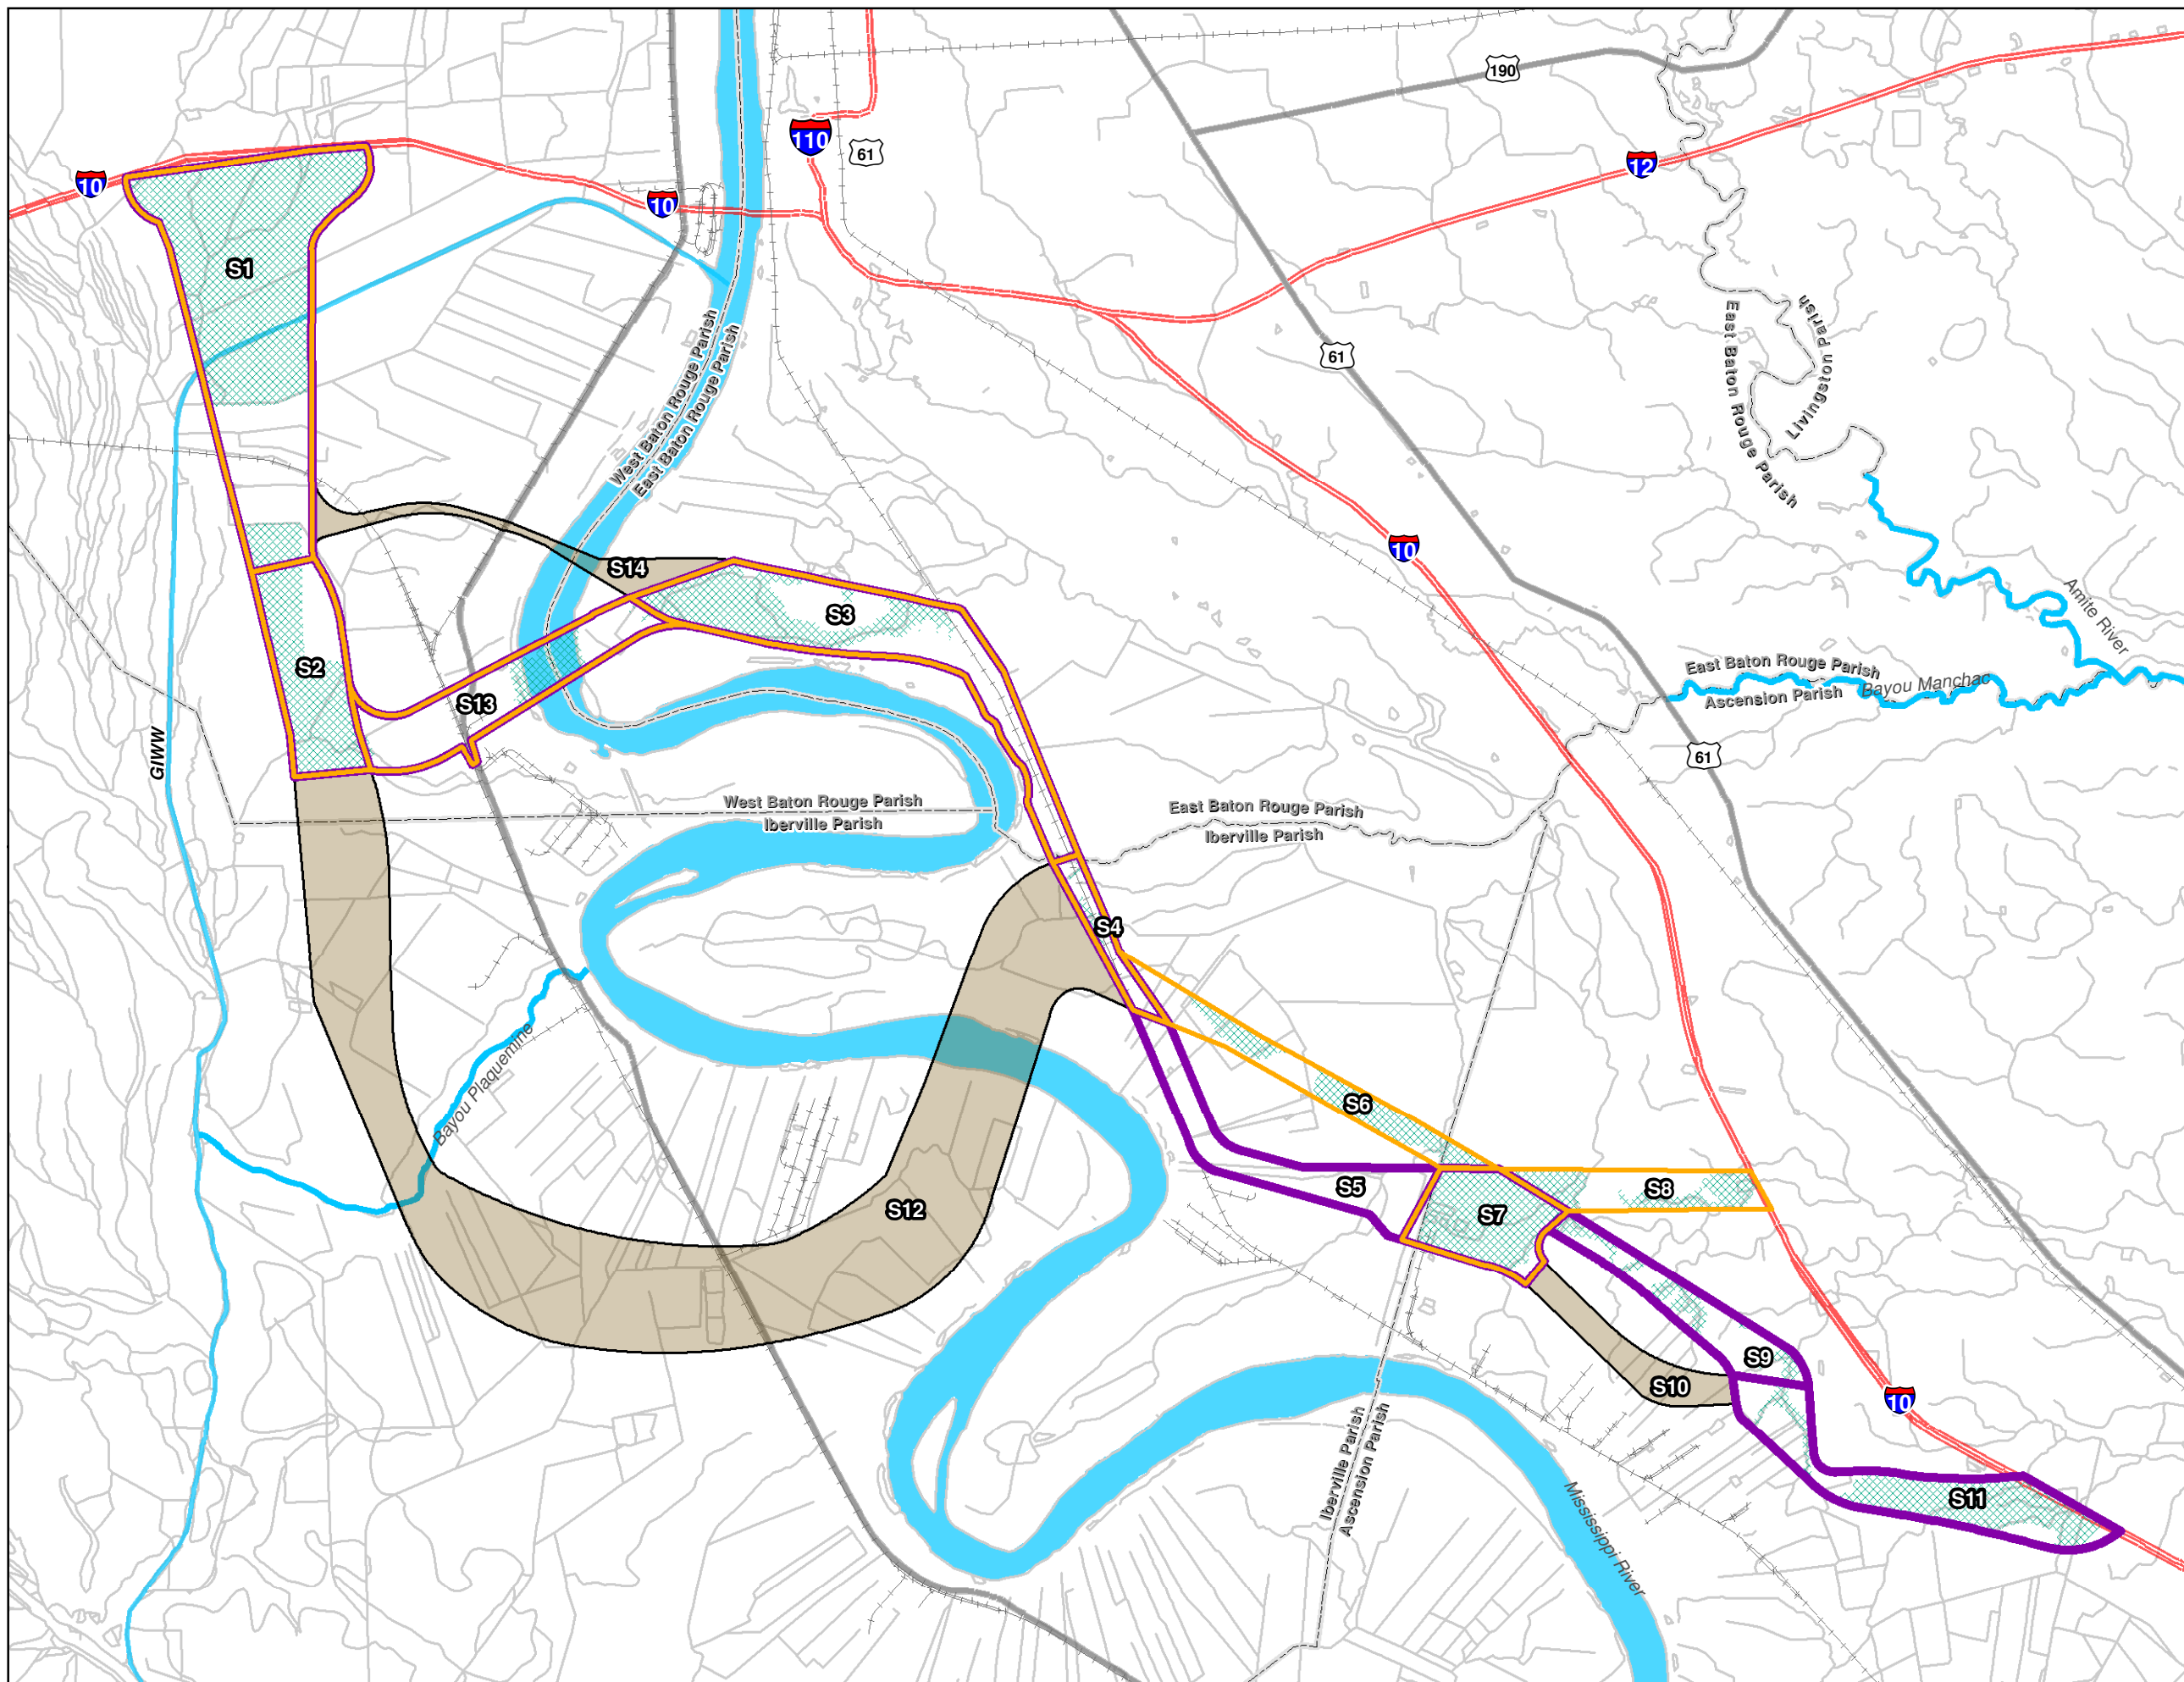 190
110
61
12
10
10
S1
West Baton Rouge Parish
East Baton Rouge Parish
East Baton Rouge Parish
Livingston Parish
61
10
S14
S3
Amite River
S2
S13
East Baton Rouge Parish
Ascension Parish
Bayou Manchac
GIWW
61
West Baton Rouge Parish
Iberville Parish
East Baton Rouge Parish
Iberville Parish
S4
Bayou Plaquemine
S6
S5
S8
S12
S7
S9
S10
10
Iberville Parish
Ascension Parish
Mississippi River
S11